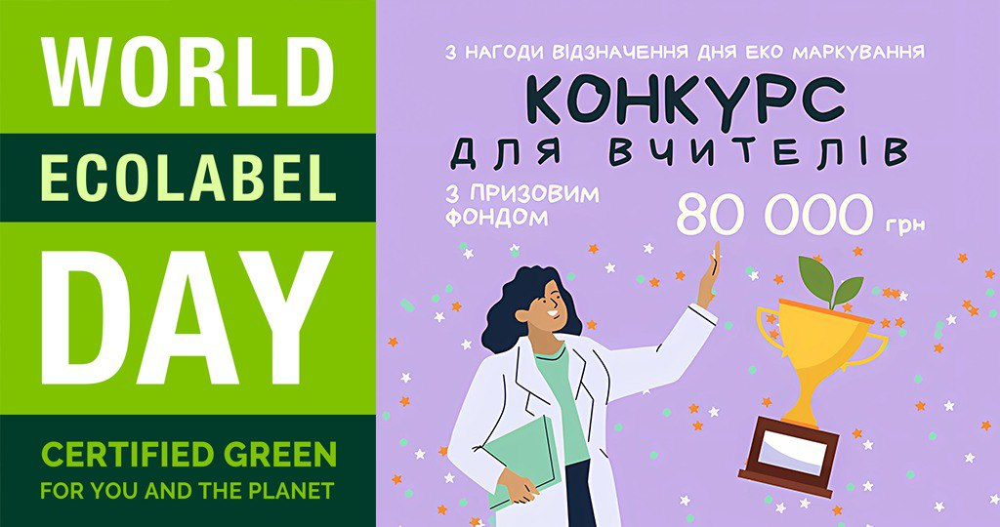 WORLD
ECOLABEL
DAY
CERTIFIED GREEN
FOR YOU AND THE PLANET
З НАГОДИ ВІДЗНАЧЕННЯ ДНЯ ЕКО МАРКУВАННЯ
КОНКУРС
ДЛЯ ВЧИТЕЛІВ
З ПРИЗОВИМ
ФОНДОМ
80 000 грн